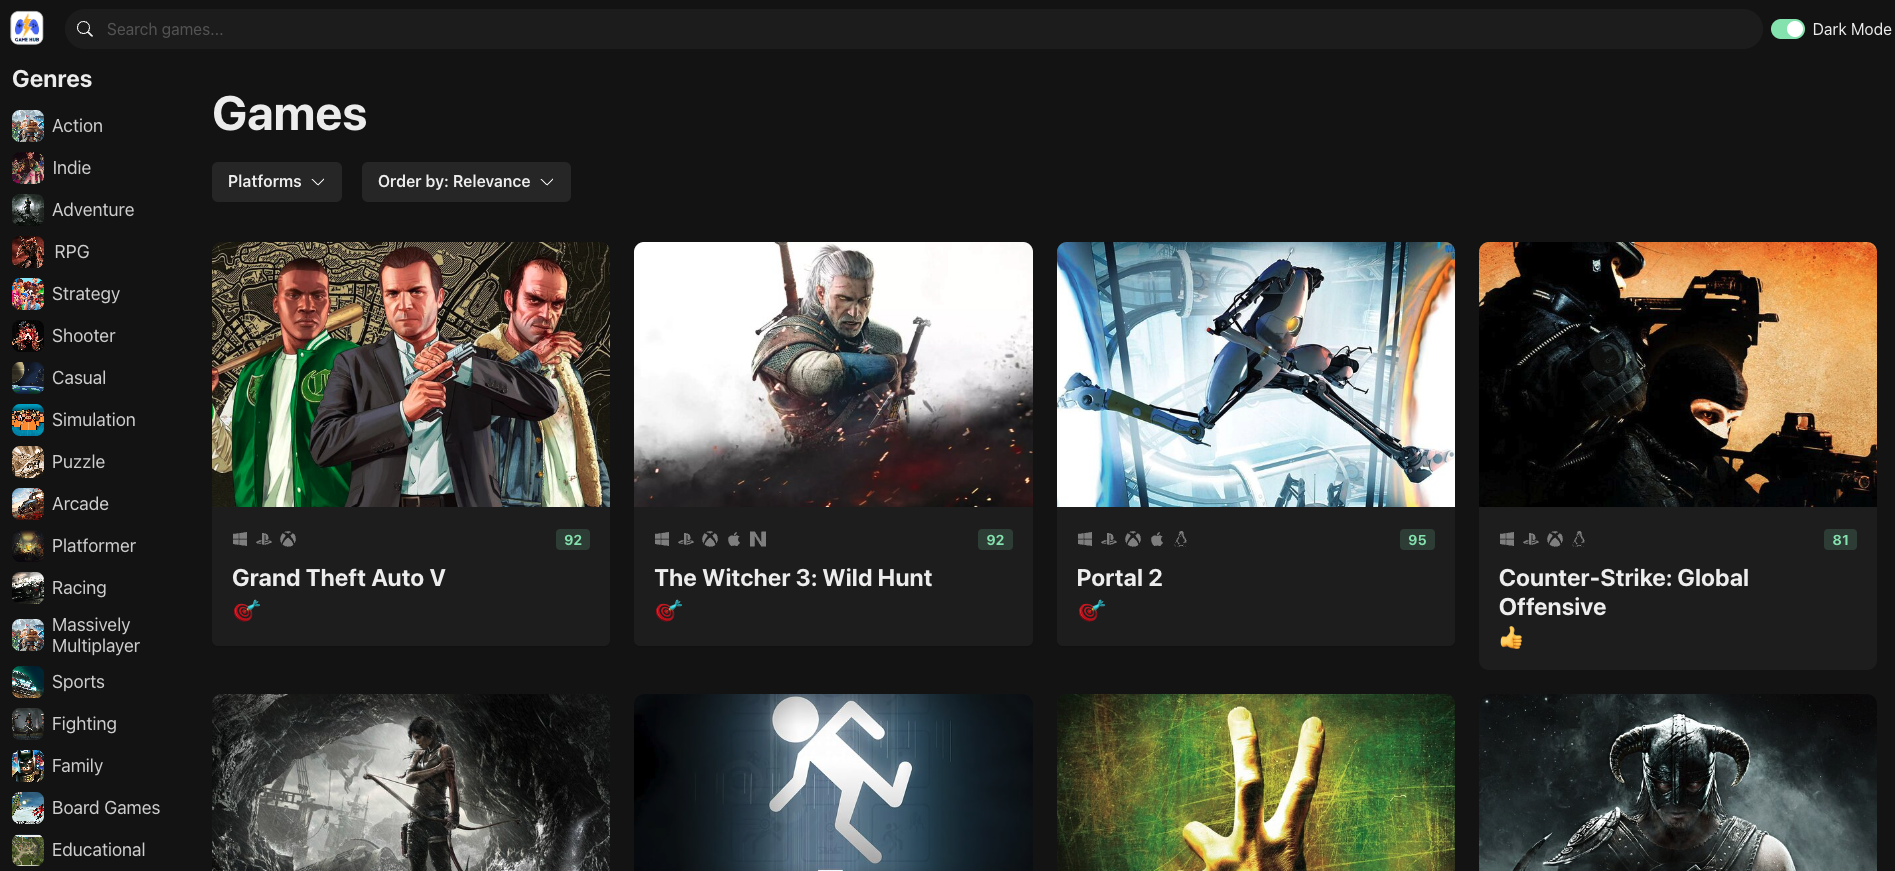 GAME HUB
Search games...
Dark Mode
Genres
Action
Indie
Adventure
RPG
Strategy
Shooter
Casual
Simulation
Puzzle
Arcade
Platformer
Racing
Massively
Multiplayer
Sports
Fighting
Family
Board Games
Educational
Games
Platforms
Order by: Relevance
92
Grand Theft Auto V
92
The Witcher 3: Wild Hunt
95
Portal 2
81
Counter-Strike: Global
Offensive